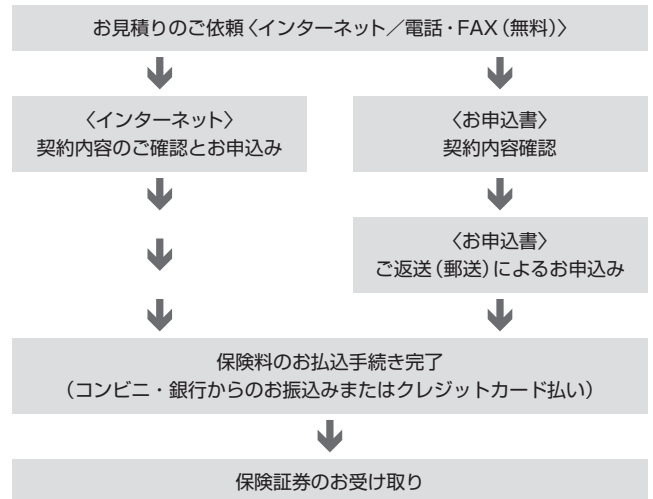 お見積りのご依頼〈インターネット／電話・FAX（無料）〉
〈インターネット〉
契約内容のご確認とお申込み
〈お申込書〉
契約内容確認
〈お申込書〉
ご返送（郵送）によるお申込み
保険料のお払込手続き完了
（コンビニ・銀行からのお振込みまたはクレジットカード払い）
保険証券のお受け取り